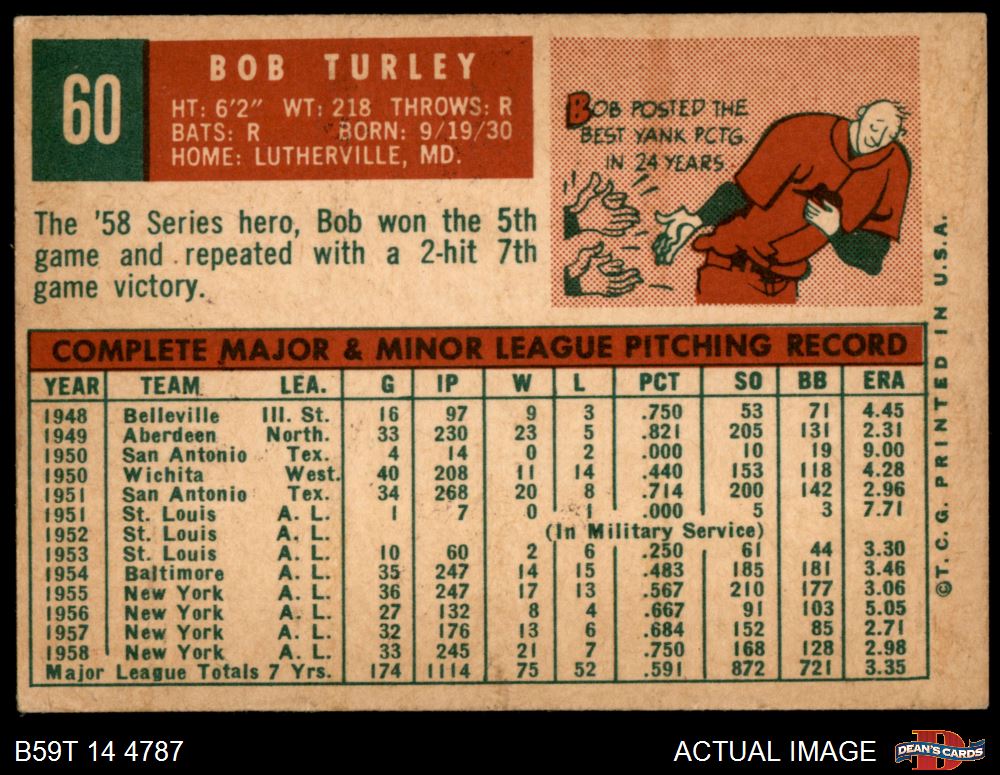 60
BOB TURLEY
HT: 6'2" WT: 218 THROWS: R
BATS: R BORN: 9/19/30
HOME: LUTHERVILLE, MD.
BOB POSTED THE
BEST YANK PCTG.
IN 24 YEARS.
The '58 Series hero, Bob won the 5th
game and repeated with a 2-hit 7th
game victory.
COMPLETE MAJOR & MINOR LEAGUE PITCHING RECORD
YEAR TEAM LEA. G IP W L PCT SO BB ERA
1948 Belleville Ill. St. 16 97 9 3 .750 53 71 4.45
1949 Aberdeen North. 33 230 23 5 .821 205 131 2.31
1950 San Antonio Tex. 4 14 0 2 .000 10 19 9.00
1950 Wichita West. 40 208 11 14 .440 153 118 4.28
1951 San Antonio Tex. 34 268 20 8 .714 200 142 2.96
1951 St. Louis A. L. 1 7 0 1 .000 5 3 7.71
1952 St. Louis A. L. (In Military Service)
1953 St. Louis A. L. 10 60 2 6 .250 61 44 3.30
1954 Baltimore A. L. 35 247 14 15 .483 185 181 3.46
1955 New York A. L. 36 247 17 13 .567 210 177 3.06
1956 New York A. L. 27 132 8 4 .667 91 103 5.05
1957 New York A. L. 32 176 13 6 .684 152 85 2.71
1958 New York A. L. 33 245 21 7 .750 168 128 2.98
Major League Totals 7 Yrs. 174 1114 75 52 .591 872 721 3.35
©T.C.G. PRINTED IN U.S.A.
B59T 14 4787
ACTUAL IMAGE
D
DEAN'S CARDS